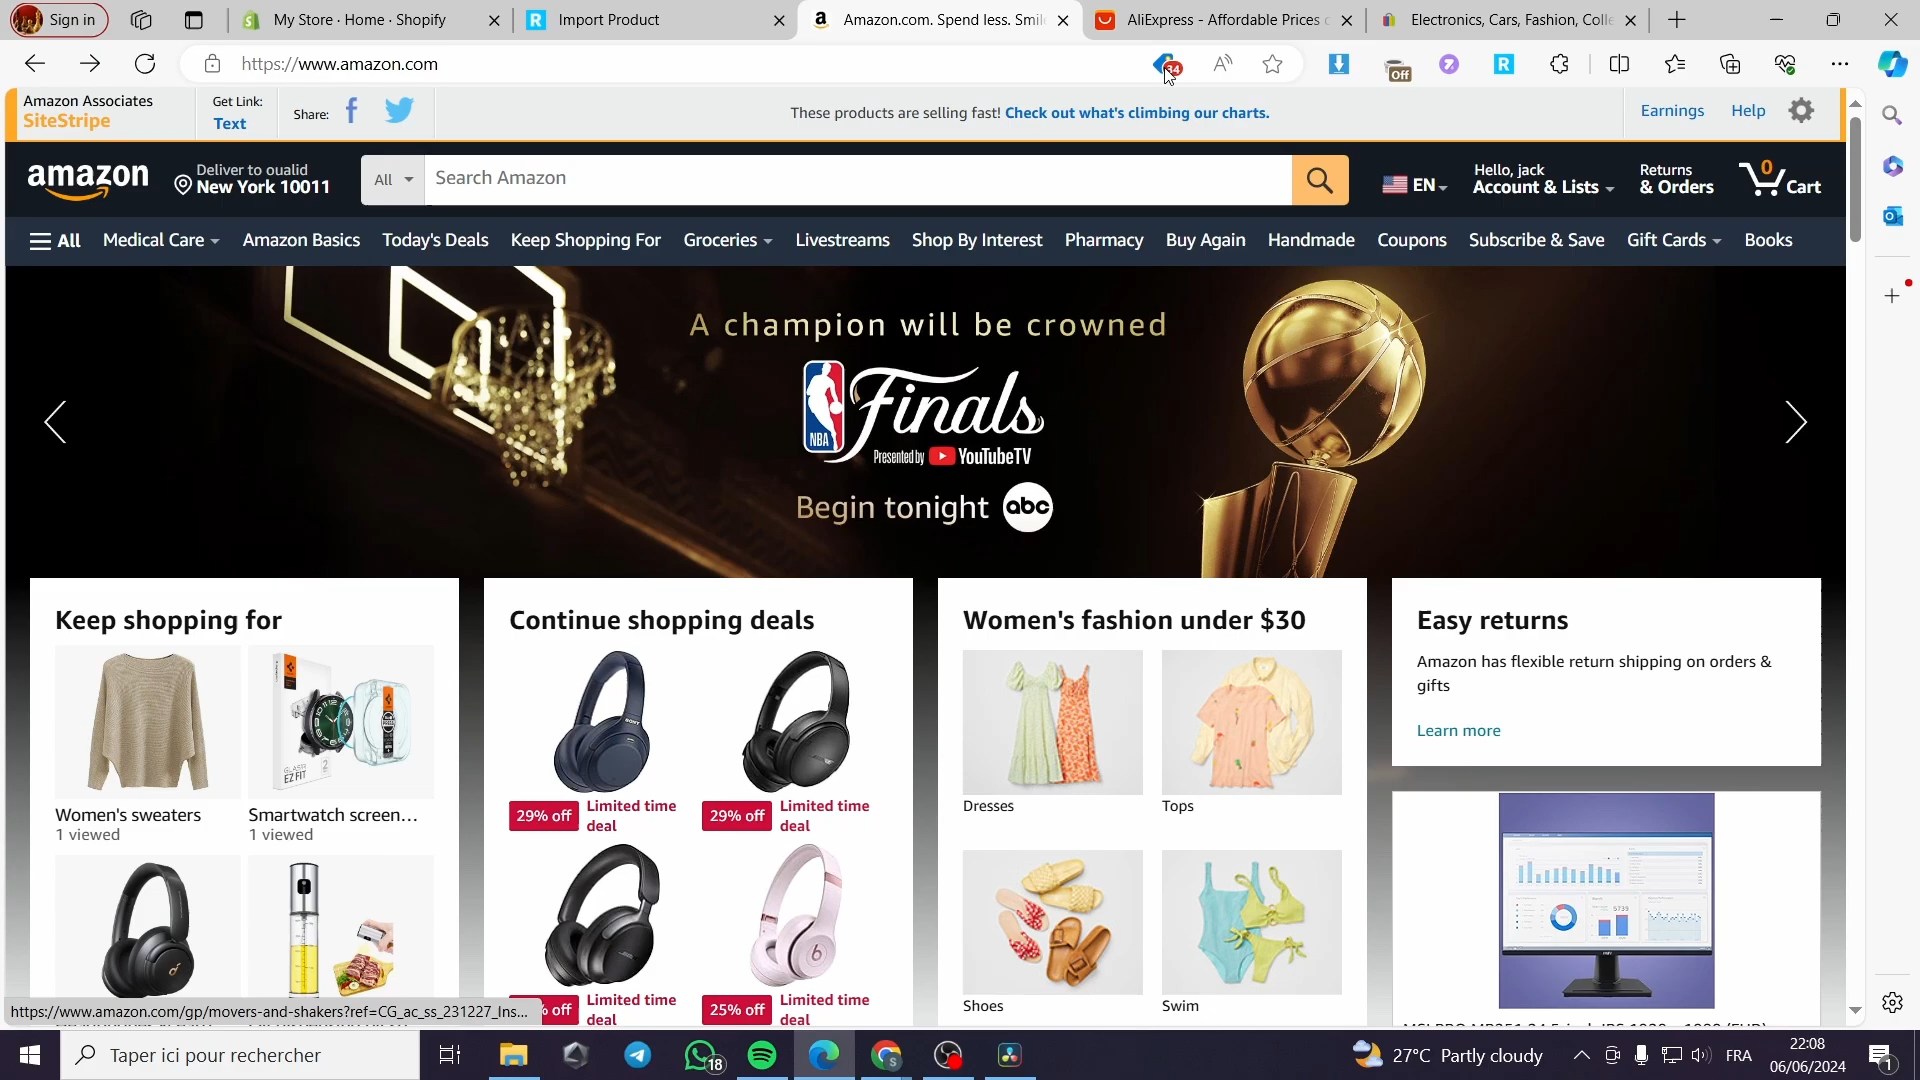 Sign in
My Store · Home · Shopify
Import Product
Amazon.com. Spend less. Smil
AliExpress - Affordable Prices
Electronics, Cars, Fashion, Colle
https://www.amazon.com
34
Off
Amazon Associates
SiteStripe
Get Link:
Text
Share:
These products are selling fast! Check out what's climbing our charts.
Earnings
Help
amazon
Deliver to oualid
New York 10011
All
Search Amazon
EN
Hello, jack
Account & Lists
Returns
& Orders
0
Cart
All
Medical Care
Amazon Basics
Today's Deals
Keep Shopping For
Groceries
Livestreams
Shop By Interest
Pharmacy
Buy Again
Handmade
Coupons
Subscribe & Save
Gift Cards
Books
A champion will be crowned
NBA
Finals
Presented by YouTubeTV
Begin tonight abc
Keep shopping for
Women's sweaters
1 viewed
Smartwatch screen...
1 viewed
Continue shopping deals
29% off
Limited time
deal
29% off
Limited time
deal
% off
Limited time
deal
25% off
Limited time
deal
Women's fashion under $30
Dresses
Tops
Shoes
Swim
Easy returns
Amazon has flexible return shipping on orders &
gifts
Learn more
https://www.amazon.com/gp/movers-and-shakers?ref=CG_ac_ss_231227_Ins...
Taper ici pour rechercher
18
27°C Partly cloudy
FRA
22:08
06/06/2024
1